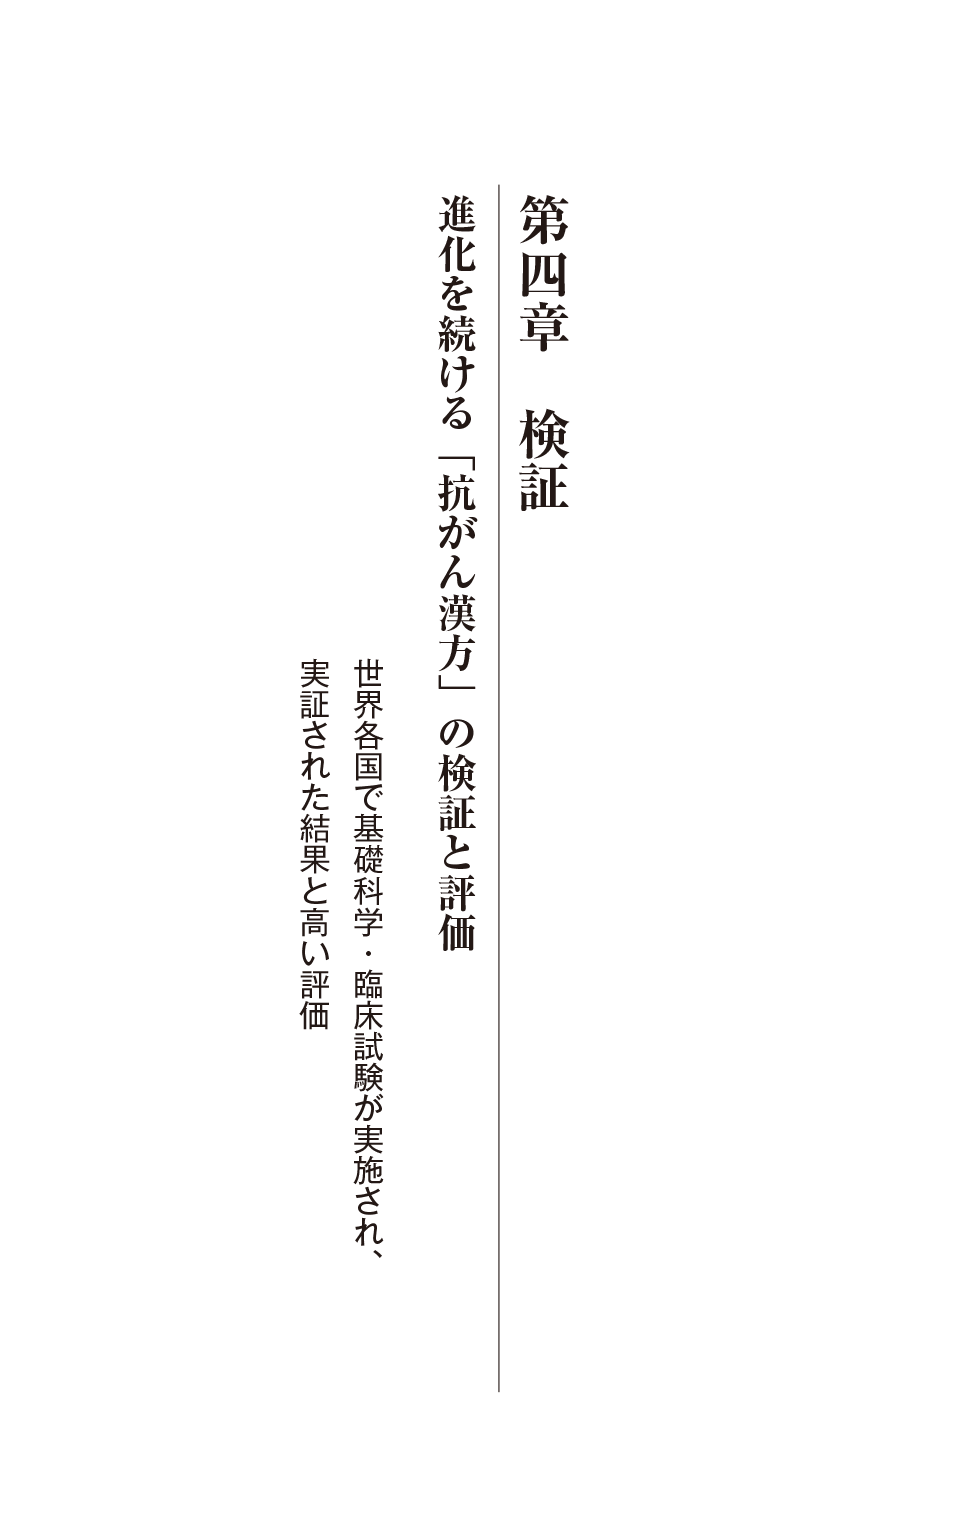 第四章　検証
進化を続ける「抗がん漢方」の検証と評価
世界各国で基礎科学・臨床試験が実施され、
実証された結果と高い評価